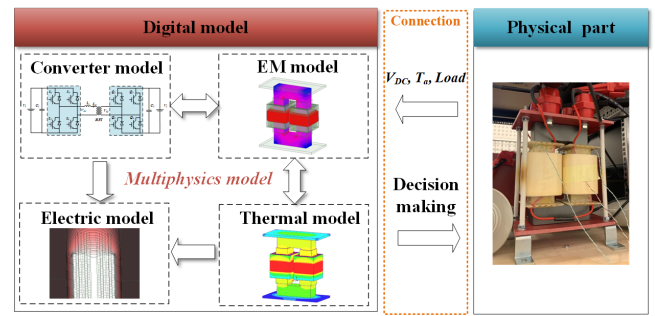 Digital model
Connection
Physical part
Converter model
EM model
V_DC, T_a, Load
Multiphysics model
Decision
making
Electric model
Thermal model